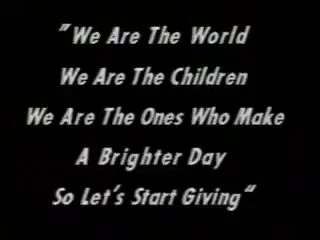 "We Are The World
We Are The Children
We Are The Ones Who Make
A Brighter Day
So Let's Start Giving"